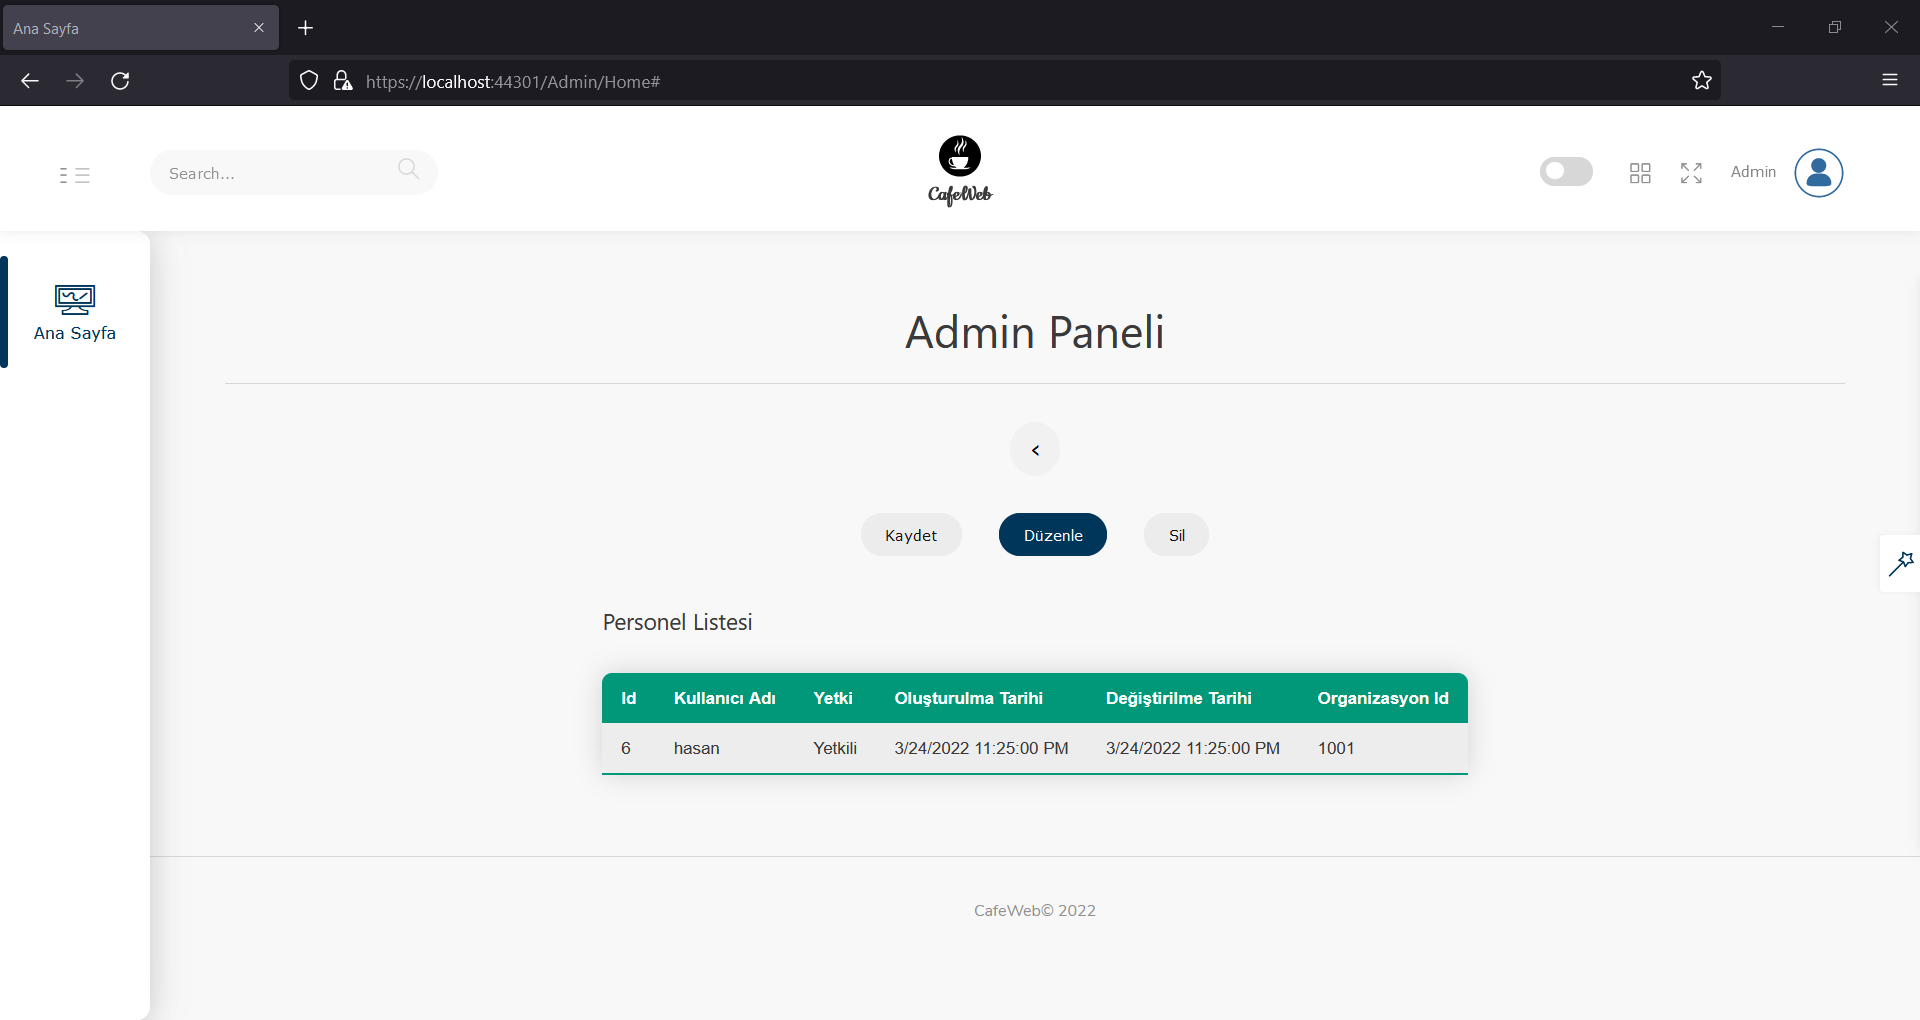 Ana Sayfa
https://localhost:44301/Admin/Home#
Search...
CafeWeb
Admin
Ana Sayfa
Admin Paneli
<
Kaydet Düzenle Sil
Personel Listesi
Id Kullanıcı Adı Yetki Oluşturulma Tarihi Değiştirilme Tarihi Organizasyon Id
6 hasan Yetkili 3/24/2022 11:25:00 PM 3/24/2022 11:25:00 PM 1001
CafeWeb© 2022